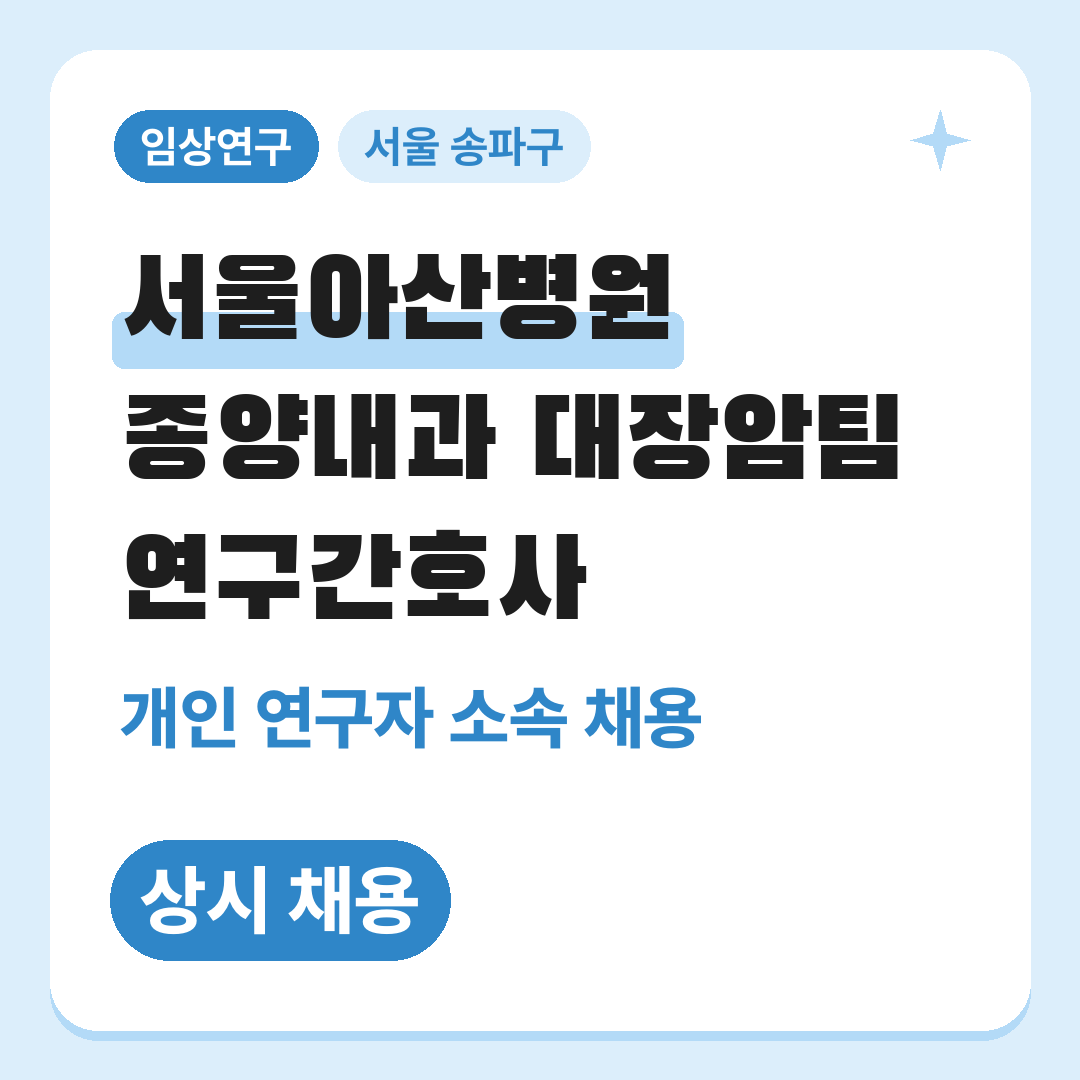 임상연구 서울 송파구
서울아산병원
종양내과 대장암팀
연구간호사
개인 연구자 소속 채용
상시 채용